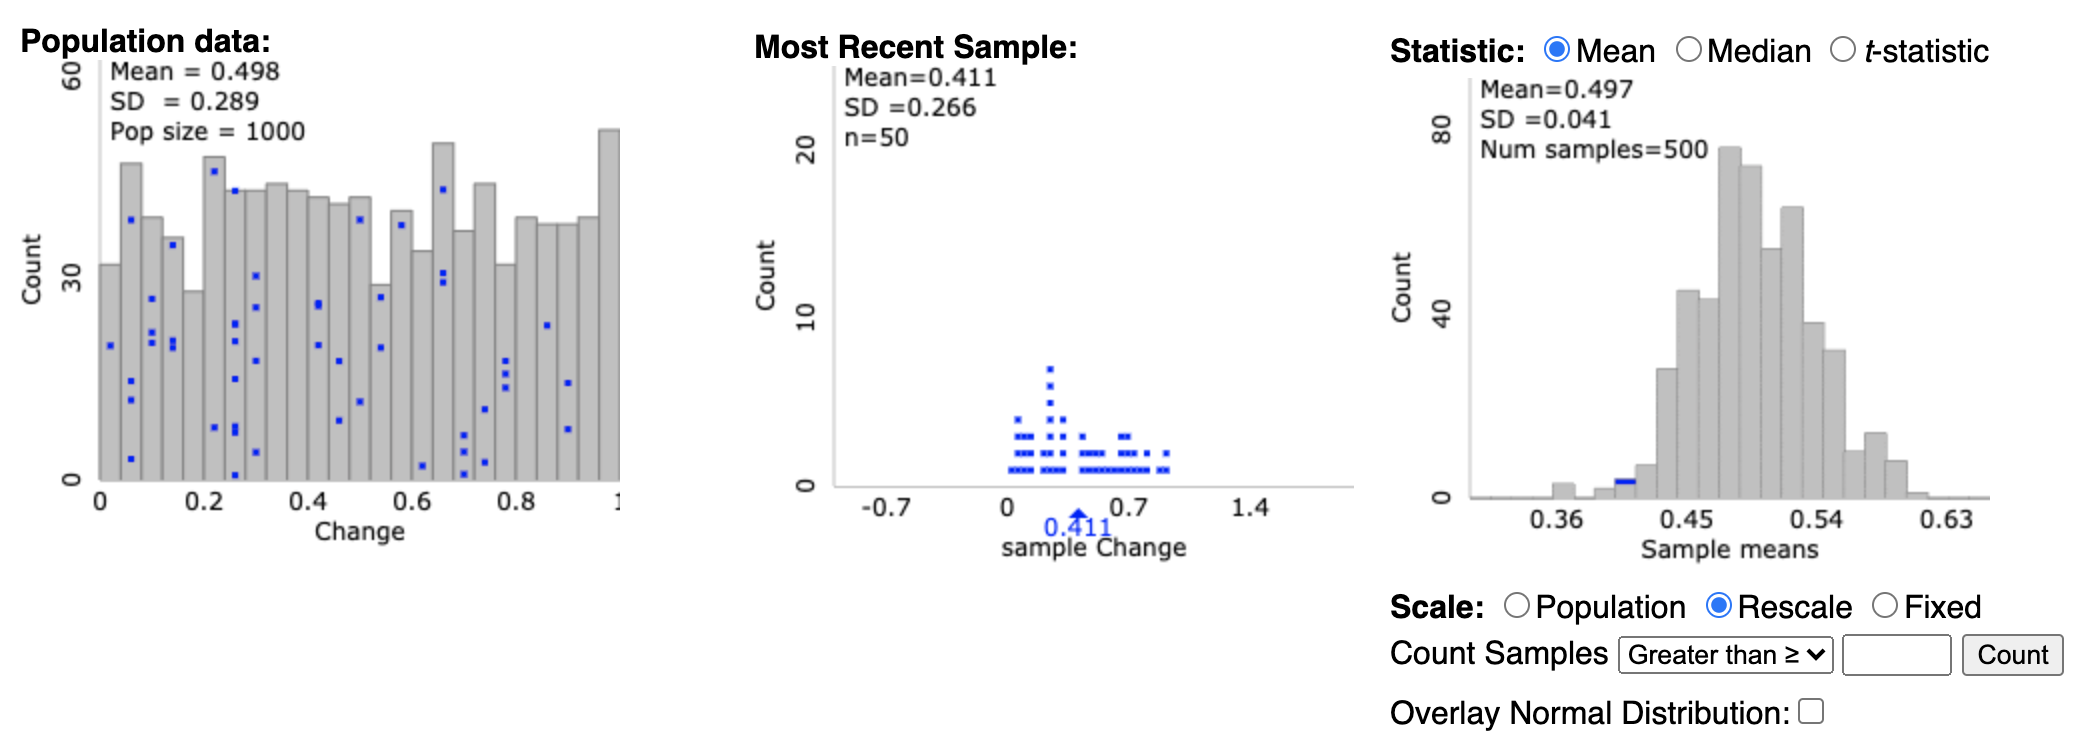 Population data:
60
Mean = 0.498
SD = 0.289
Pop size = 1000
Count
30
0
0 0.2 0.4 0.6 0.8 1
Change
Most Recent Sample:
Mean=0.411
SD =0.266
n=50
20
Count
10
0
-0.7 0 0.7 1.4
0.411
sample Change
Statistic: Mean Median t-statistic
Mean=0.497
SD =0.041
Num samples=500
80
Count
40
0
0.36 0.45 0.54 0.63
Sample means
Scale: Population Rescale Fixed
Count Samples Greater than ≥ Count
Overlay Normal Distribution: